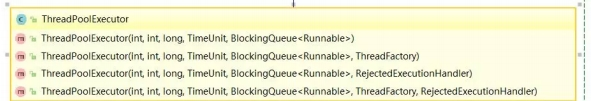 ThreadPoolExecutor
ThreadPoolExecutor(int, int, long, TimeUnit, BlockingQueue<Runnable>)
ThreadPoolExecutor(int, int, long, TimeUnit, BlockingQueue<Runnable>, ThreadFactory)
ThreadPoolExecutor(int, int, long, TimeUnit, BlockingQueue<Runnable>, RejectedExecutionHandler)
ThreadPoolExecutor(int, int, long, TimeUnit, BlockingQueue<Runnable>, ThreadFactory, RejectedExecutionHandler)